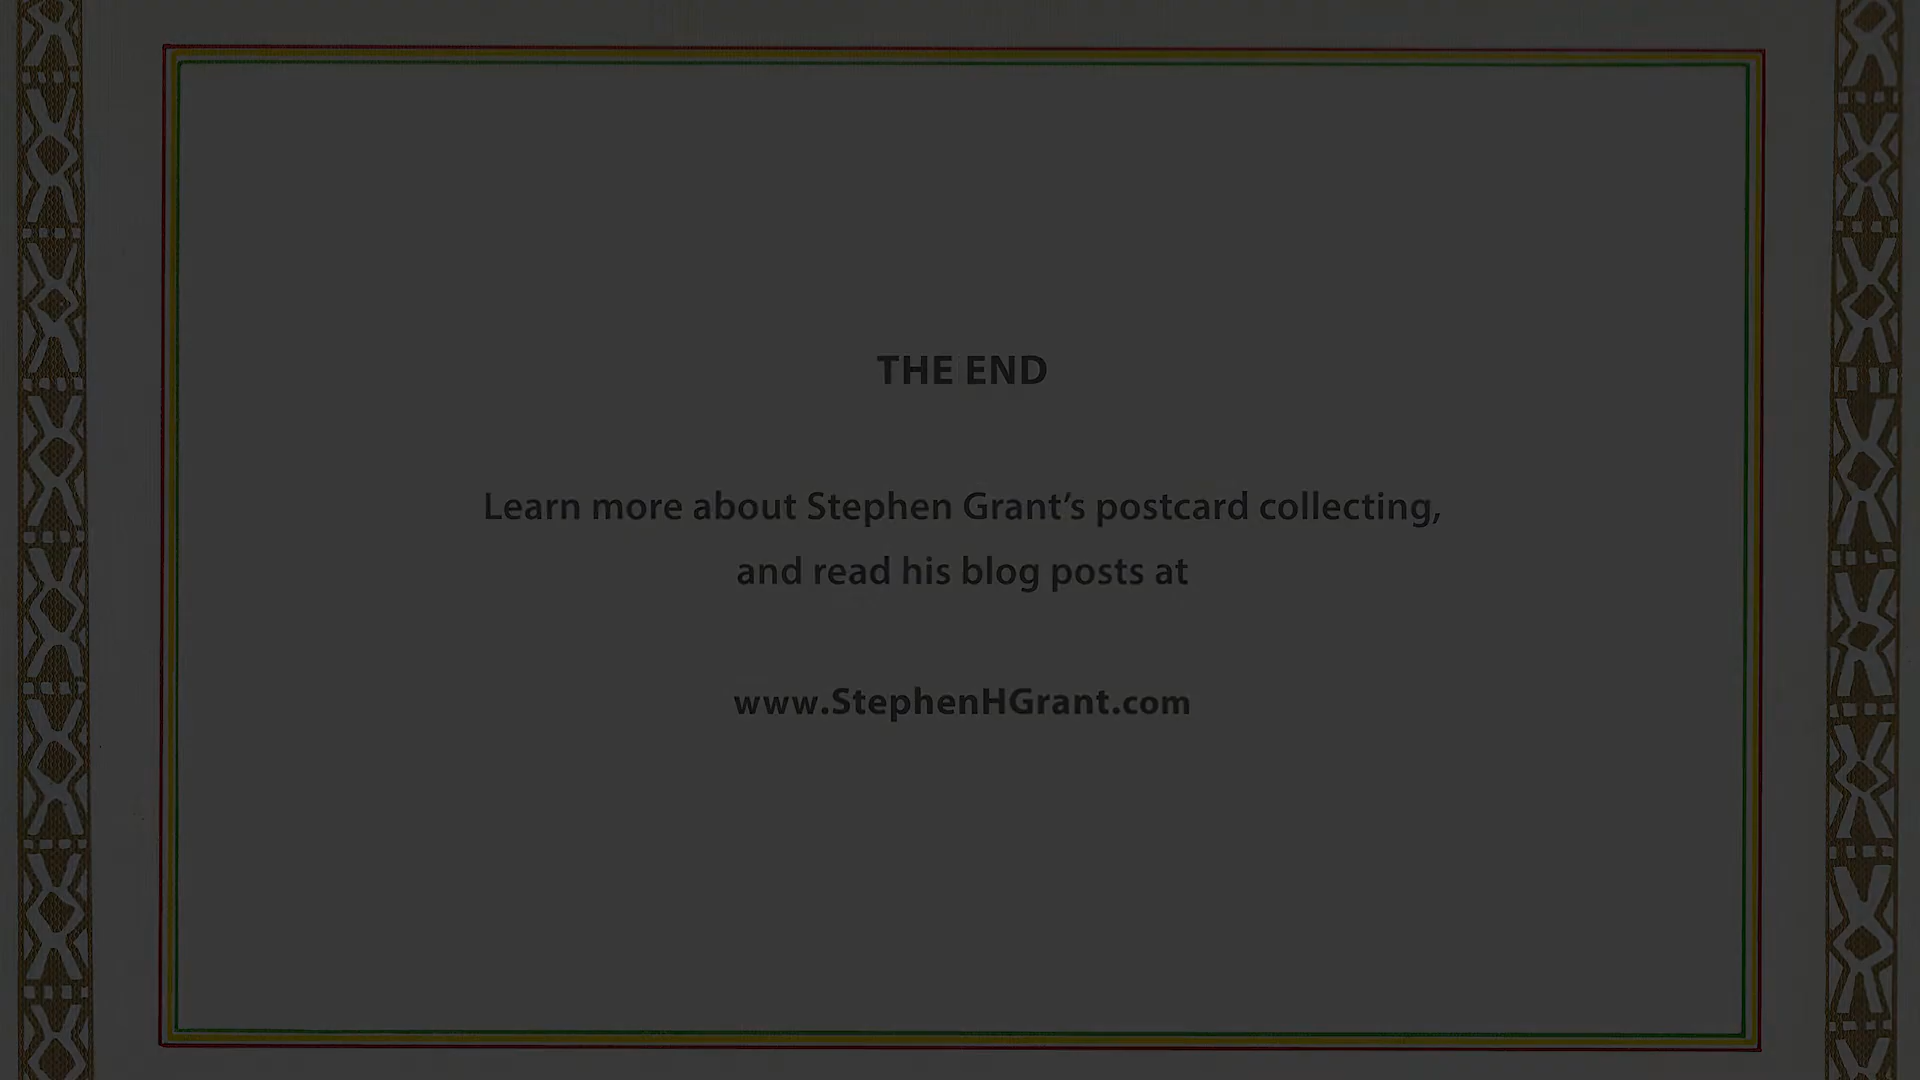 THE END
Learn more about Stephen Grant’s postcard collecting,
and read his blog posts at
www.StephenHGrant.com